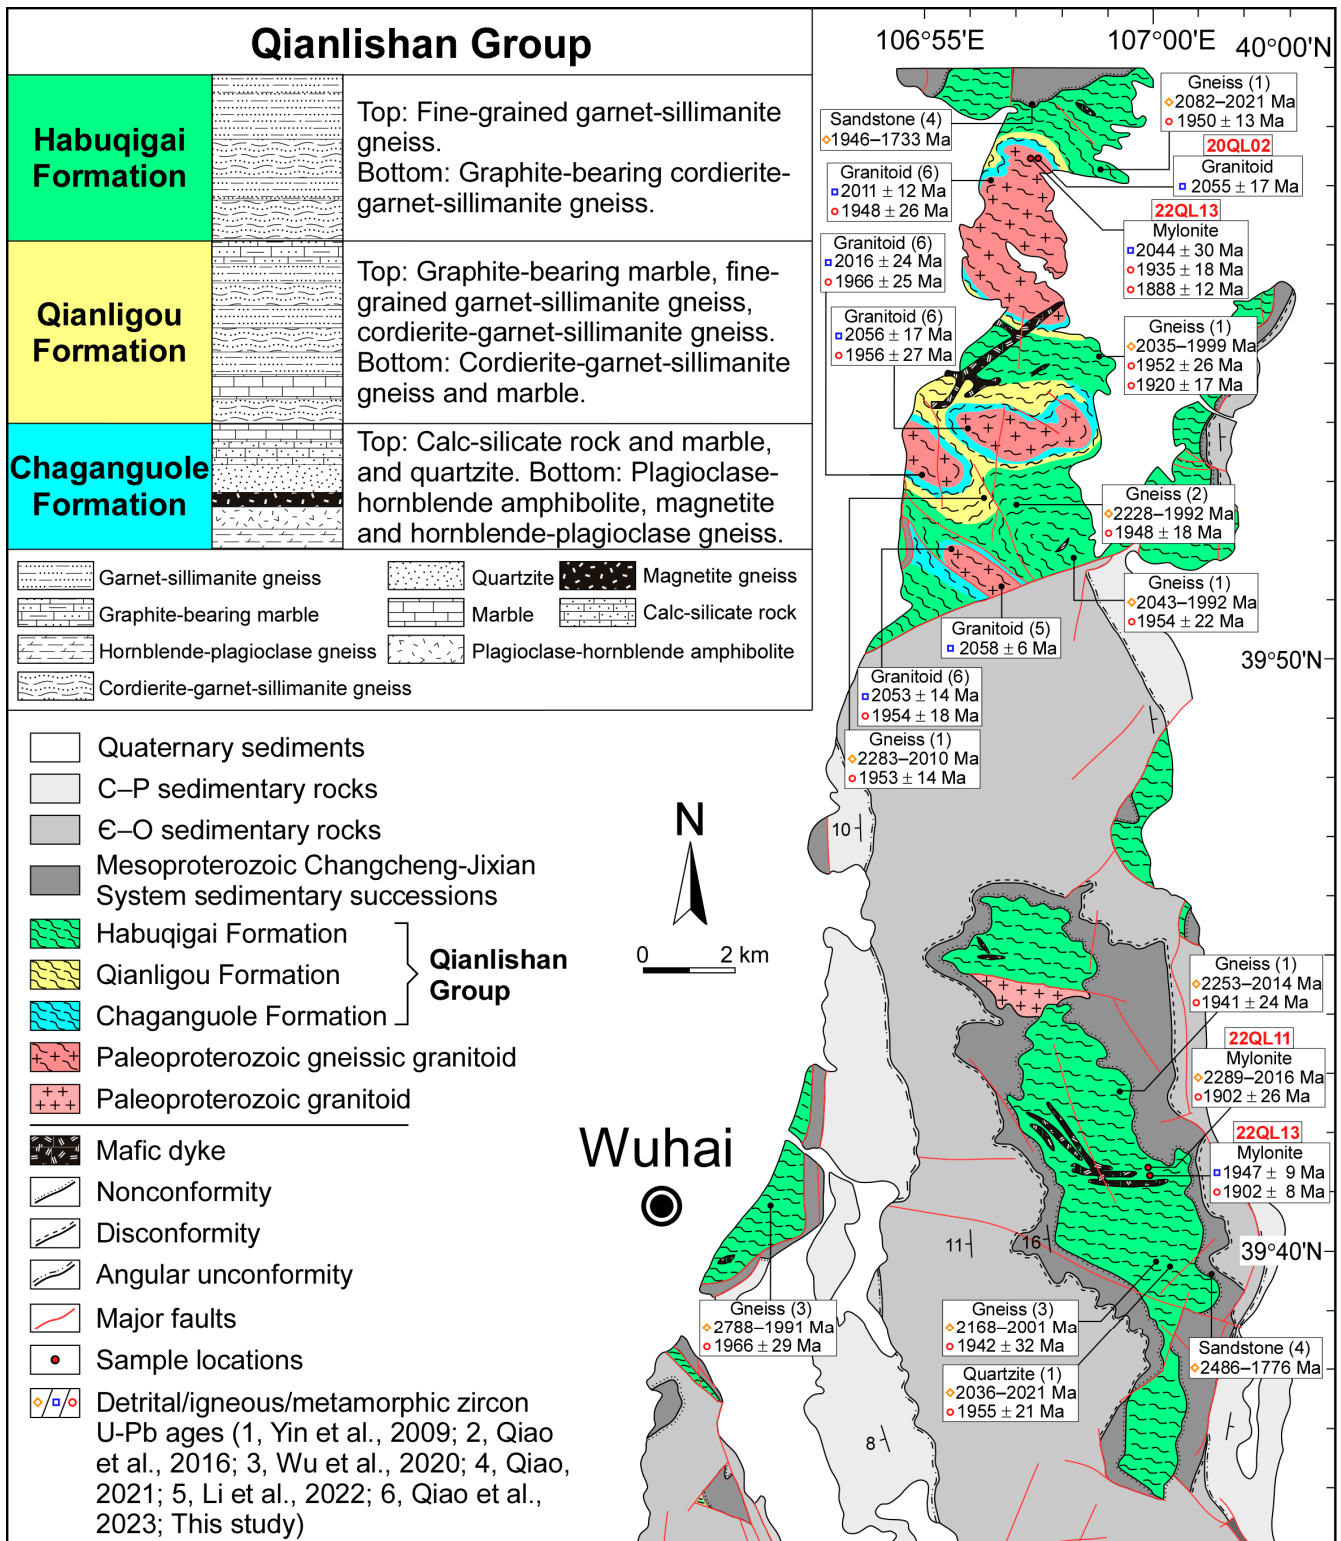 Qianlishan Group
Habuqigai
Formation
Top: Fine-grained garnet-sillimanite
gneiss.
Bottom: Graphite-bearing cordierite-
garnet-sillimanite gneiss.
Qianligou
Formation
Top: Graphite-bearing marble, fine-
grained garnet-sillimanite gneiss,
cordierite-garnet-sillimanite gneiss.
Bottom: Cordierite-garnet-sillimanite
gneiss and marble.
Chaganguole
Formation
Top: Calc-silicate rock and marble,
and quartzite. Bottom: Plagioclase-
hornblende amphibolite, magnetite
and hornblende-plagioclase gneiss.
Garnet-sillimanite gneiss
Quartzite
Magnetite gneiss
Graphite-bearing marble
Marble
Calc-silicate rock
Hornblende-plagioclase gneiss
Plagioclase-hornblende amphibolite
Cordierite-garnet-sillimanite gneiss
Quaternary sediments
C–P sedimentary rocks
Є–O sedimentary rocks
Mesoproterozoic Changcheng-Jixian
System sedimentary successions
Habuqigai Formation
Qianligou Formation
Chaganguole Formation
Qianlishan
Group
Paleoproterozoic gneissic granitoid
Paleoproterozoic granitoid
Mafic dyke
Nonconformity
Disconformity
Angular unconformity
Major faults
Sample locations
Detrital/igneous/metamorphic zircon
U-Pb ages (1, Yin et al., 2009; 2, Qiao
et al., 2016; 3, Wu et al., 2020; 4, Qiao,
2021; 5, Li et al., 2022; 6, Qiao et al.,
2023; This study)
N
0 2 km
Wuhai
106°55'E
107°00'E
40°00'N
39°50'N
39°40'N
Gneiss (1)
2082–2021 Ma
1950 ± 13 Ma
Sandstone (4)
1946–1733 Ma
20QL02
Granitoid
2055 ± 17 Ma
Granitoid (6)
2011 ± 12 Ma
1948 ± 26 Ma
22QL13
Mylonite
2044 ± 30 Ma
1935 ± 18 Ma
1888 ± 12 Ma
Granitoid (6)
2016 ± 24 Ma
1966 ± 25 Ma
Granitoid (6)
2056 ± 17 Ma
1956 ± 27 Ma
Gneiss (1)
2035–1999 Ma
1952 ± 26 Ma
1920 ± 17 Ma
Gneiss (2)
2228–1992 Ma
1948 ± 18 Ma
Gneiss (1)
2043–1992 Ma
1954 ± 22 Ma
Granitoid (5)
2058 ± 6 Ma
Granitoid (6)
2053 ± 14 Ma
1954 ± 18 Ma
Gneiss (1)
2283–2010 Ma
1953 ± 14 Ma
10
Gneiss (1)
2253–2014 Ma
1941 ± 24 Ma
22QL11
Mylonite
2289–2016 Ma
1902 ± 26 Ma
22QL13
Mylonite
1947 ± 9 Ma
1902 ± 8 Ma
11
16
Gneiss (3)
2788–1991 Ma
1966 ± 29 Ma
Gneiss (3)
2168–2001 Ma
1942 ± 32 Ma
Sandstone (4)
2486–1776 Ma
Quartzite (1)
2036–2021 Ma
1955 ± 21 Ma
8